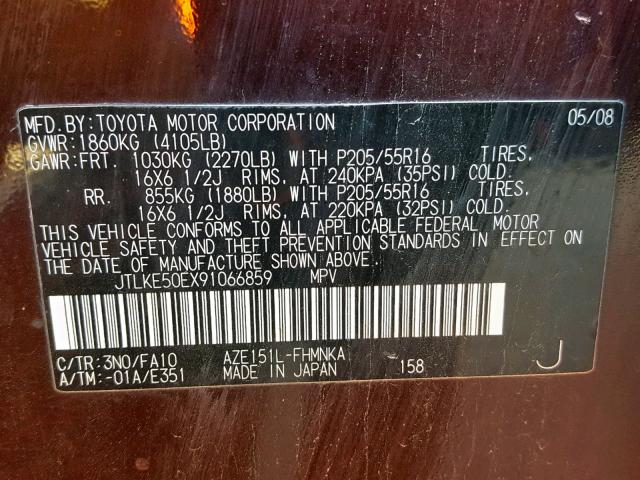 MFD.BY:TOYOTA MOTOR CORPORATION 05/08
GVWR:1860KG (4105LB)
GAWR:FRT. 1030KG (2270LB) WITH P205/55R16 TIRES,
16X6 1/2J RIMS, AT 240KPA (35PSI) COLD.
RR. 855KG (1880LB) WITH P205/55R16 TIRES,
16X6 1/2J RIMS, AT 220KPA (32PSI) COLD.
THIS VEHICLE CONFORMS TO ALL APPLICABLE FEDERAL MOTOR
VEHICLE SAFETY AND THEFT PREVENTION STANDARDS IN EFFECT ON
THE DATE OF MANUFACTURE SHOWN ABOVE.
JTLKE50EX91066859 MPV
C/TR:3N0/FA10 AZE151L-FHMNKA
A/TM:-01A/E351 MADE IN JAPAN 158 J